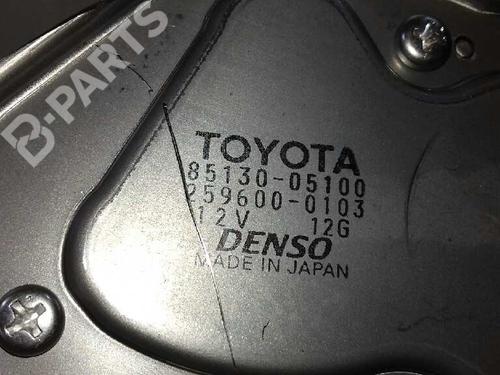 B-PARTS
TOYOTA
85130-05100
259600-0103
12V 12G
DENSO
MADE IN JAPAN